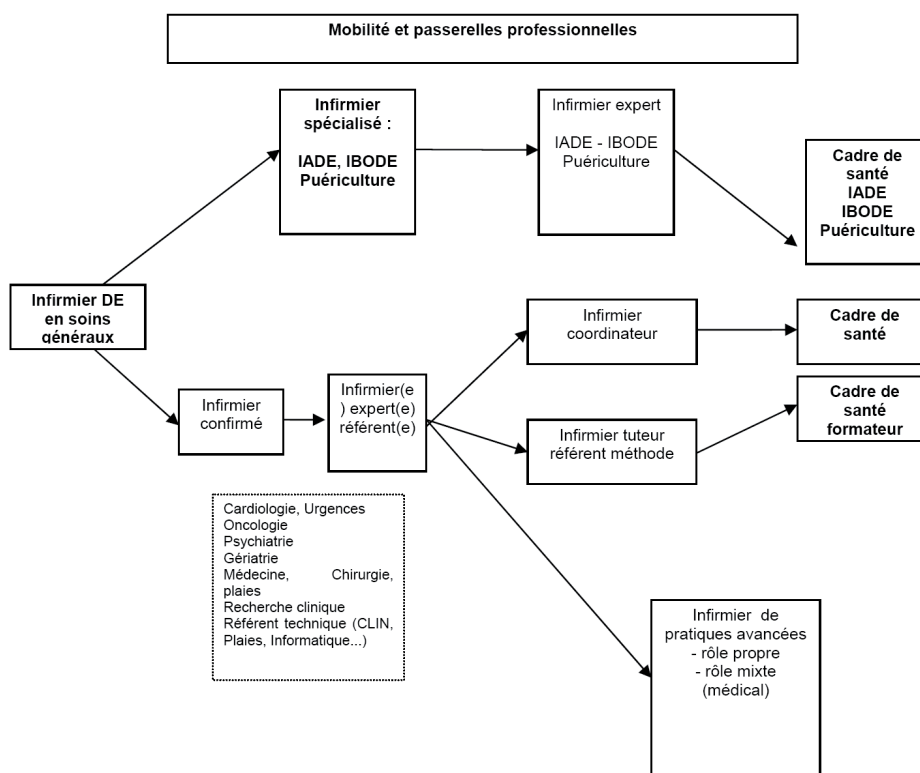 Mobilité et passerelles professionnelles
Infirmier
spécialisé :
IADE, IBODE
Puériculture
Infirmier expert
IADE - IBODE
Puériculture
Cadre de
santé
IADE
IBODE
Puériculture
Infirmier DE
en soins
généraux
Infirmier
coordinateur
Cadre de
santé
Infirmier
confirmé
Infirmier(e
) expert(e)
référent(e)
Infirmier tuteur
référent méthode
Cadre de
santé
formateur
Cardiologie, Urgences
Oncologie
Psychiatrie
Gériatrie
Médecine, Chirurgie,
plaies
Recherche clinique
Référent technique (CLIN,
Plaies, Informatique...)
Infirmier de
pratiques avancées
- rôle propre
- rôle mixte
(médical)